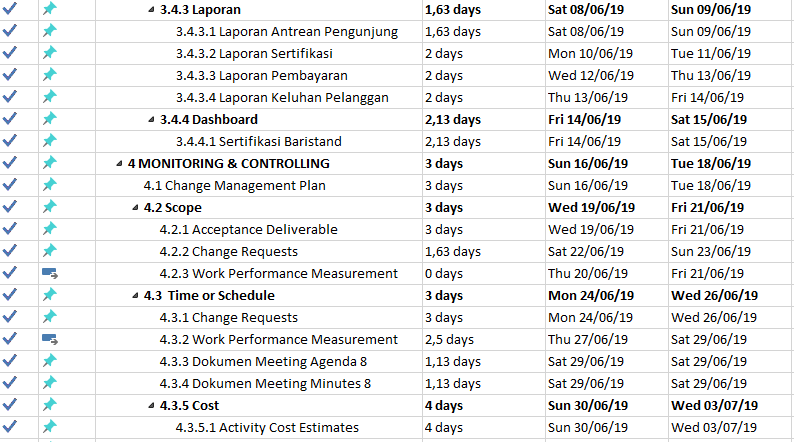 3.4.3 Laporan 1,63 days Sat 08/06/19 Sun 09/06/19
3.4.3.1 Laporan Antrean Pengunjung 1,63 days Sat 08/06/19 Sun 09/06/19
3.4.3.2 Laporan Sertifikasi 2 days Mon 10/06/19 Tue 11/06/19
3.4.3.3 Laporan Pembayaran 2 days Wed 12/06/19 Thu 13/06/19
3.4.3.4 Laporan Keluhan Pelanggan 2 days Thu 13/06/19 Fri 14/06/19
3.4.4 Dashboard 2,13 days Fri 14/06/19 Sat 15/06/19
3.4.4.1 Sertifikasi Baristand 2,13 days Fri 14/06/19 Sat 15/06/19
4 MONITORING & CONTROLLING 3 days Sun 16/06/19 Tue 18/06/19
4.1 Change Management Plan 3 days Sun 16/06/19 Tue 18/06/19
4.2 Scope 3 days Wed 19/06/19 Fri 21/06/19
4.2.1 Acceptance Deliverable 3 days Wed 19/06/19 Fri 21/06/19
4.2.2 Change Requests 1,63 days Sat 22/06/19 Sun 23/06/19
4.2.3 Work Performance Measurement 0 days Thu 20/06/19 Fri 21/06/19
4.3 Time or Schedule 3 days Mon 24/06/19 Wed 26/06/19
4.3.1 Change Requests 3 days Mon 24/06/19 Wed 26/06/19
4.3.2 Work Performance Measurement 2,5 days Thu 27/06/19 Sat 29/06/19
4.3.3 Dokumen Meeting Agenda 8 1,13 days Sat 29/06/19 Sat 29/06/19
4.3.4 Dokumen Meeting Minutes 8 1,13 days Sat 29/06/19 Sat 29/06/19
4.3.5 Cost 4 days Sun 30/06/19 Wed 03/07/19
4.3.5.1 Activity Cost Estimates 4 days Sun 30/06/19 Wed 03/07/19